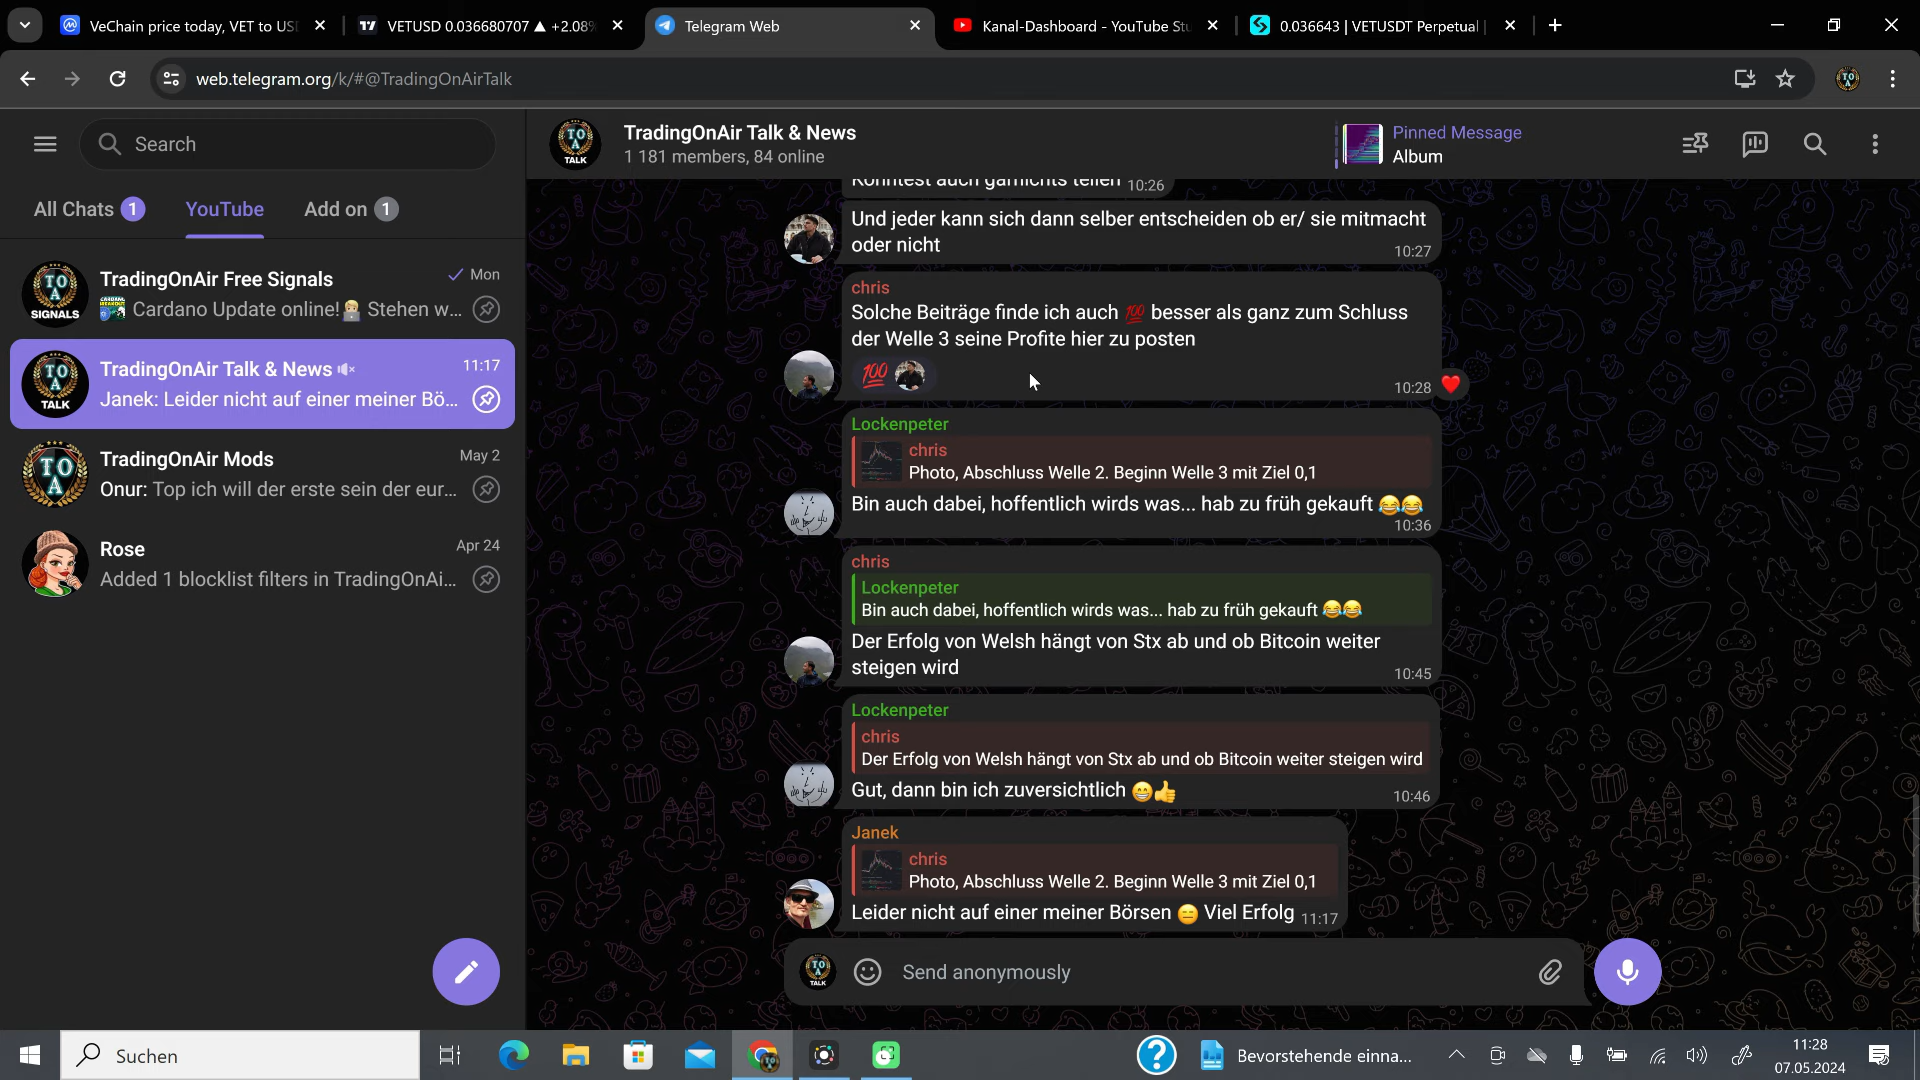 VeChain price today, VET to US
VETUSD 0.036680707 ▲ +2.08%
Telegram Web
Kanal-Dashboard - YouTube Stu
0.036643 | VETUSDT Perpetual
web.telegram.org/k/#@TradingOnAirTalk
Search
All Chats 1
YouTube
Add on 1
TradingOnAir Free Signals
Mon
Cardano Update online!👨🏼‍💻 Stehen w...
TradingOnAir Talk & News
11:17
Janek: Leider nicht auf einer meiner Bö...
TradingOnAir Mods
May 2
Onur: Top ich will der erste sein der eur...
Rose
Apr 24
Added 1 blocklist filters in TradingOnAi...
TOA
SIGNALS
TOA
TALK
TOA
TOA
TALK
TradingOnAir Talk & News
1 181 members, 84 online
Pinned Message
Album
Könntest auch garnichts teilen 10:26
Und jeder kann sich dann selber entscheiden ob er/ sie mitmacht
oder nicht
10:27
chris
Solche Beiträge finde ich auch 💯 besser als ganz zum Schluss
der Welle 3 seine Profite hier zu posten
💯
10:28 ❤️
Lockenpeter
chris
Photo, Abschluss Welle 2. Beginn Welle 3 mit Ziel 0,1
Bin auch dabei, hoffentlich wirds was... hab zu früh gekauft 😂😂
10:36
chris
Lockenpeter
Bin auch dabei, hoffentlich wirds was... hab zu früh gekauft 😂😂
Der Erfolg von Welsh hängt von Stx ab und ob Bitcoin weiter
steigen wird
10:45
Lockenpeter
chris
Der Erfolg von Welsh hängt von Stx ab und ob Bitcoin weiter steigen wird
Gut, dann bin ich zuversichtlich 😁👍
10:46
Janek
chris
Photo, Abschluss Welle 2. Beginn Welle 3 mit Ziel 0,1
Leider nicht auf einer meiner Börsen 😑 Viel Erfolg 11:17
TOA
TALK
Send anonymously
Suchen
Bevorstehende einna...
11:28
07.05.2024